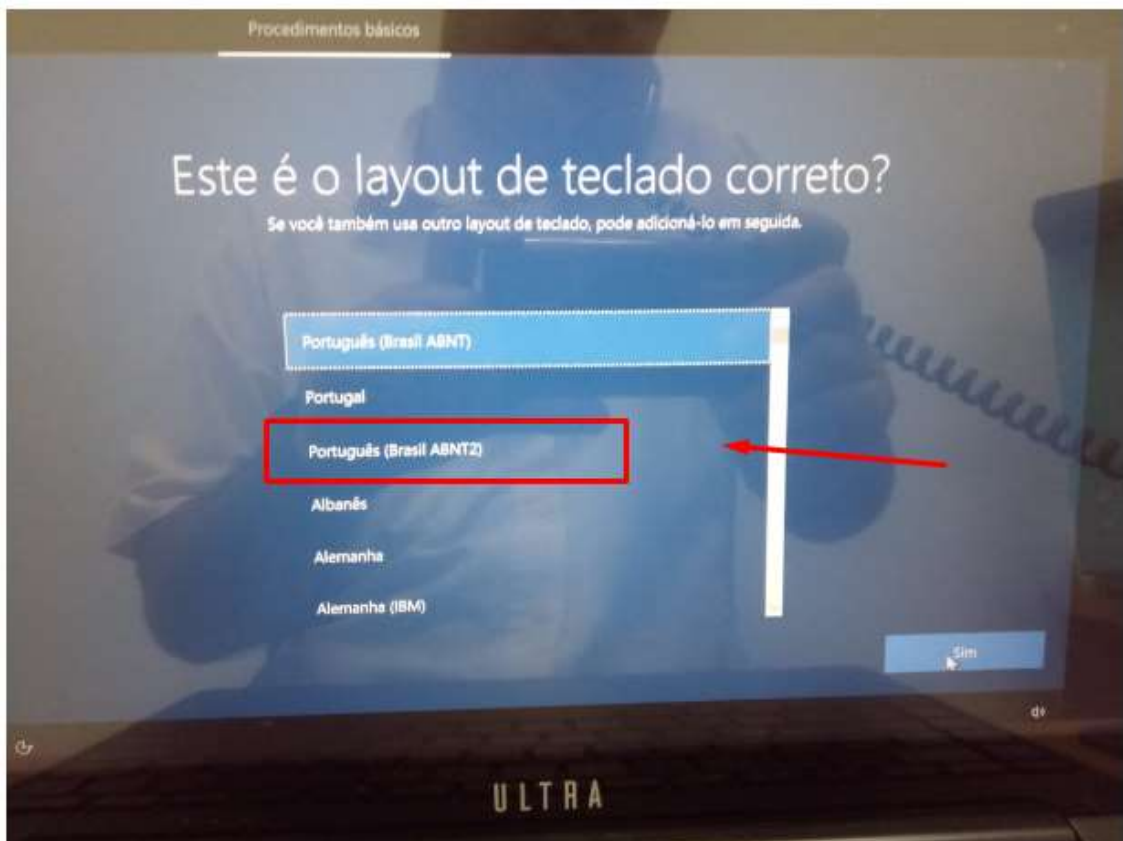 Procedimentos básicos
Este é o layout de teclado correto?
Se você também usa outro layout de teclado, pode adicioná-lo em seguida.
Português (Brasil ABNT)
Portugal
Português (Brasil ABNT2)
Albanês
Alemanha
Alemanha (IBM)
Sim
ULTRA